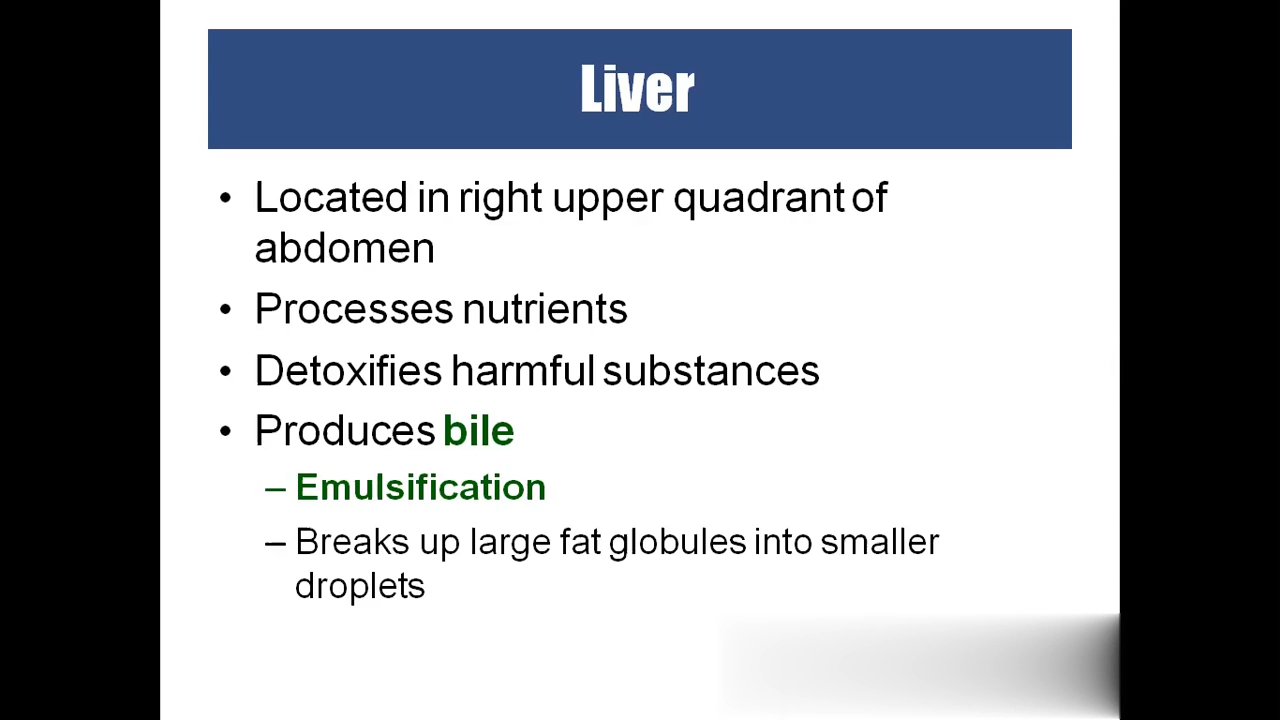 Liver
• Located in right upper quadrant of
abdomen
• Processes nutrients
• Detoxifies harmful substances
• Produces bile
– Emulsification
– Breaks up large fat globules into smaller
droplets